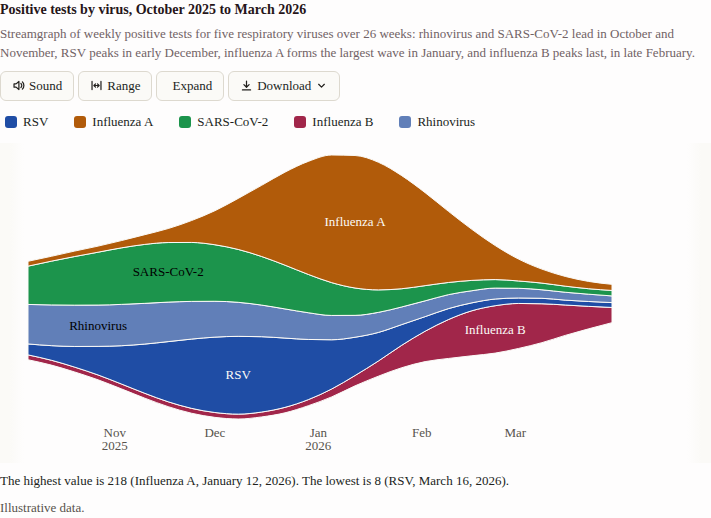 Positive tests by virus, October 2025 to March 2026
Streamgraph of weekly positive tests for five respiratory viruses over 26 weeks: rhinovirus and SARS-CoV-2 lead in October and
November, RSV peaks in early December, influenza A forms the largest wave in January, and influenza B peaks last, in late February.
Sound Range Expand Download
RSV Influenza A SARS-CoV-2 Influenza B Rhinovirus
Influenza A
SARS-CoV-2
Rhinovirus
Influenza B
RSV
Nov Dec Jan Feb Mar
2025 2026
The highest value is 218 (Influenza A, January 12, 2026). The lowest is 8 (RSV, March 16, 2026).
Illustrative data.